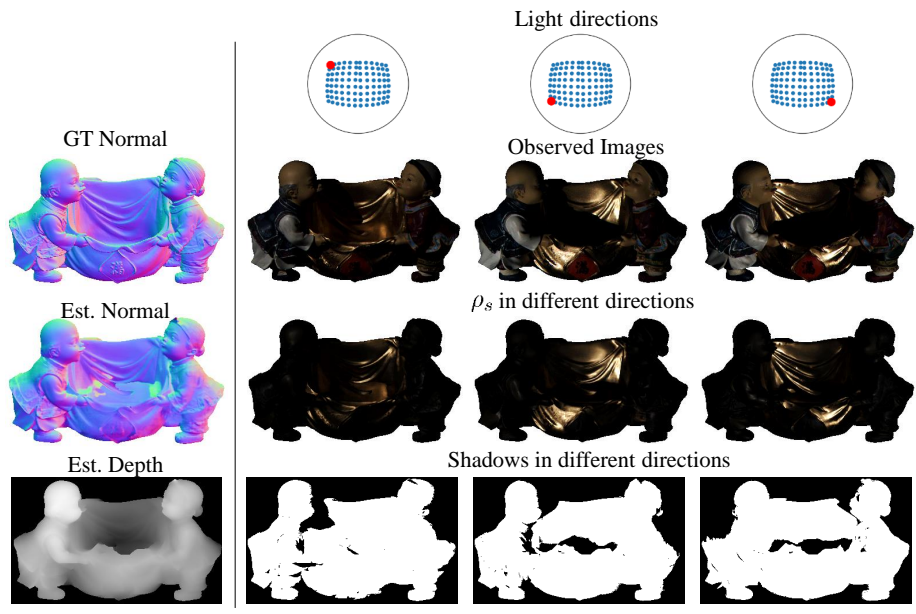 Light directions
GT Normal
Observed Images
Est. Normal
ρₛ in different directions
Est. Depth
Shadows in different directions